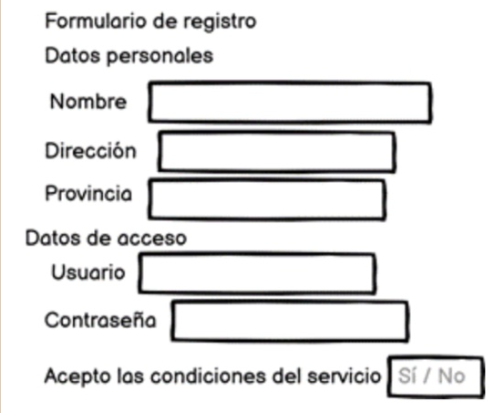 Formulario de registro
Datos personales
Nombre
Dirección
Provincia
Datos de acceso
Usuario
Contraseña
Acepto las condiciones del servicio Sí / No